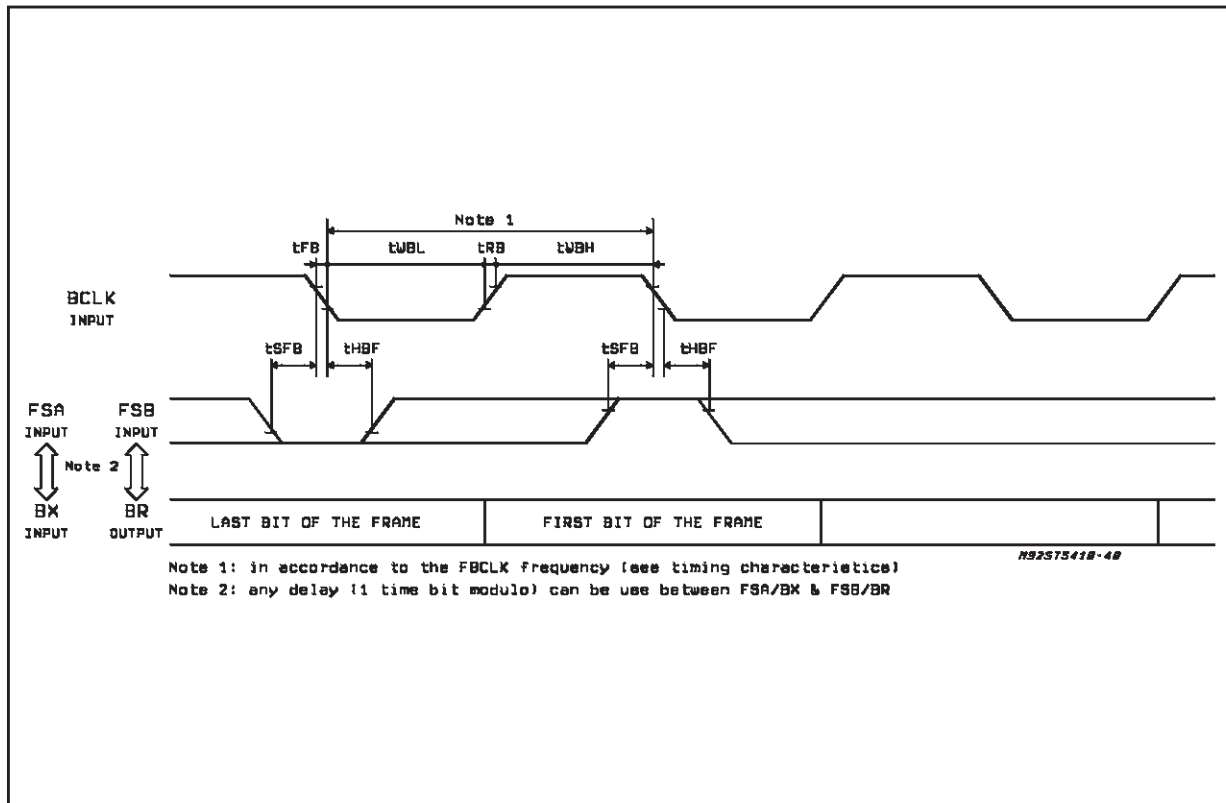 Note 1
tFB tWBL tRB tWBH
BCLK
INPUT
tSFB tHBF tSFB tHBF
FSA FSB
INPUT INPUT
Note 2
BX BR
INPUT OUTPUT
LAST BIT OF THE FRAME FIRST BIT OF THE FRAME
M92ST5410-40
Note 1: in accordance to the FBCLK frequency (see timing characteristics)
Note 2: any delay (1 time bit modulo) can be use between FSA/BX & FSB/BR